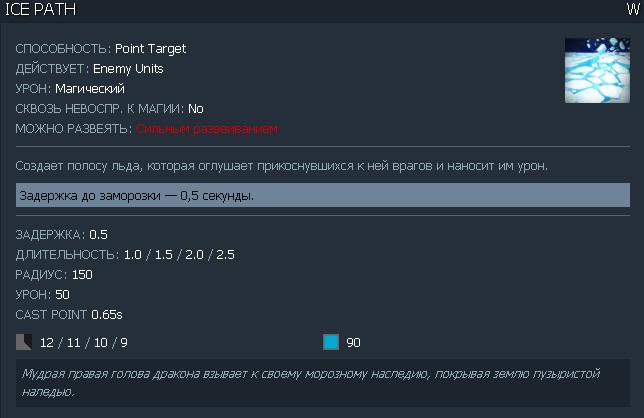 ICE PATH W
СПОСОБНОСТЬ: Point Target
ДЕЙСТВУЕТ: Enemy Units
УРОН: Магический
СКВОЗЬ НЕВОСПР. К МАГИИ: No
МОЖНО РАЗВЕЯТЬ: Сильным развеиванием
Создает полосу льда, которая оглушает прикоснувшихся к ней врагов и наносит им урон.
Задержка до заморозки — 0,5 секунды.
ЗАДЕРЖКА: 0.5
ДЛИТЕЛЬНОСТЬ: 1.0 / 1.5 / 2.0 / 2.5
РАДИУС: 150
УРОН: 50
CAST POINT 0.65s
12 / 11 / 10 / 9 90
Мудрая правая голова дракона взывает к своему морозному наследию, покрывая землю пузыристой
наледью.